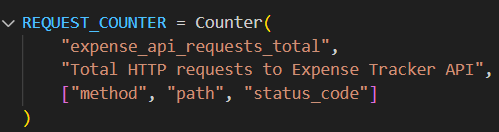 REQUEST_COUNTER = Counter(
"expense_api_requests_total",
"Total HTTP requests to Expense Tracker API",
["method", "path", "status_code"]
)